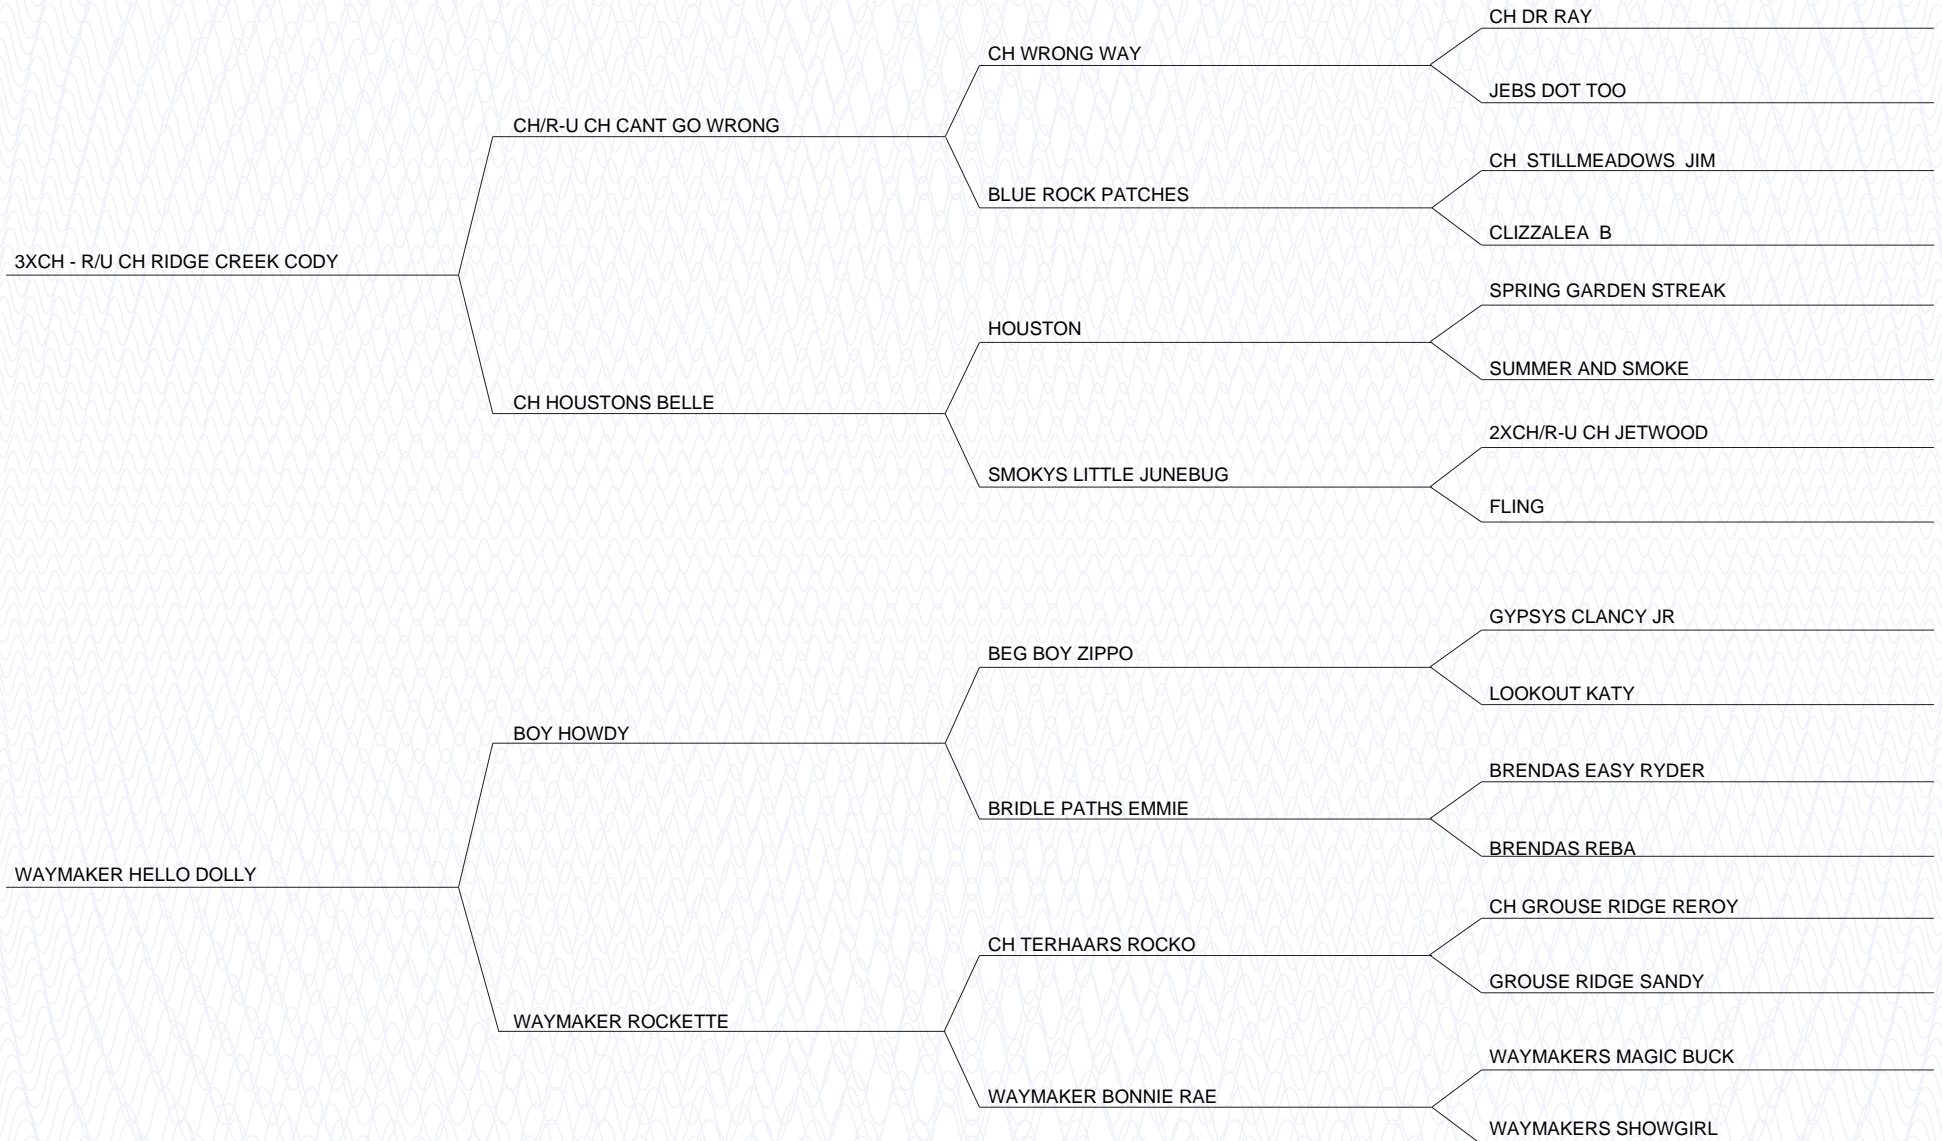 CH DR RAY
CH WRONG WAY
JEBS DOT TOO
CH/R-U CH CANT GO WRONG
CH  STILLMEADOWS  JIM
BLUE ROCK PATCHES
CLIZZALEA  B
3XCH - R/U CH RIDGE CREEK CODY
SPRING GARDEN STREAK
HOUSTON
SUMMER AND SMOKE
CH HOUSTONS BELLE
2XCH/R-U CH JETWOOD
SMOKYS LITTLE JUNEBUG
FLING
GYPSYS CLANCY JR
BEG BOY ZIPPO
LOOKOUT KATY
BOY HOWDY
BRENDAS EASY RYDER
BRIDLE PATHS EMMIE
BRENDAS REBA
WAYMAKER HELLO DOLLY
CH GROUSE RIDGE REROY
CH TERHAARS ROCKO
GROUSE RIDGE SANDY
WAYMAKER ROCKETTE
WAYMAKERS MAGIC BUCK
WAYMAKER BONNIE RAE
WAYMAKERS SHOWGIRL